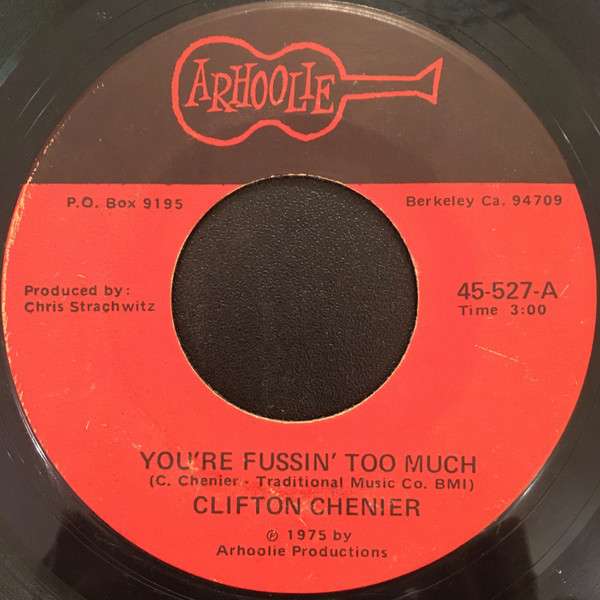 ARHOOLIE
P.O. Box 9195
Berkeley Ca. 94709
Produced by:
Chris Strachwitz
45-527-A
Time 3:00
YOU'RE FUSSIN' TOO MUCH
(C. Chenier - Traditional Music Co. BMI)
CLIFTON CHENIER
℗ 1975 by
Arhoolie Productions